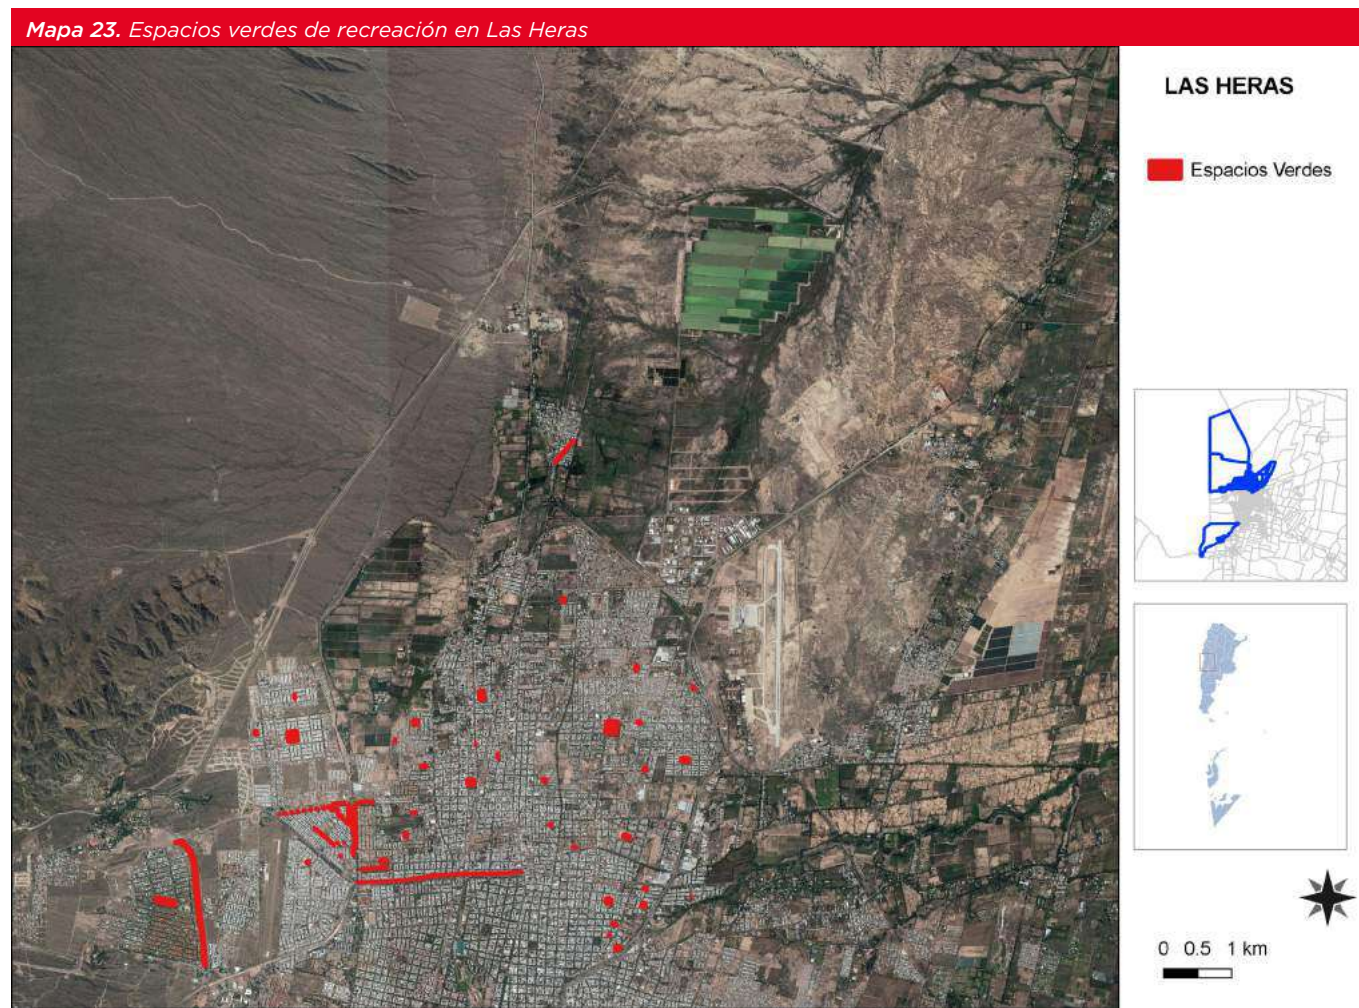 Mapa 23. Espacios verdes de recreación en Las Heras
LAS HERAS
Espacios Verdes
0 0.5 1 km